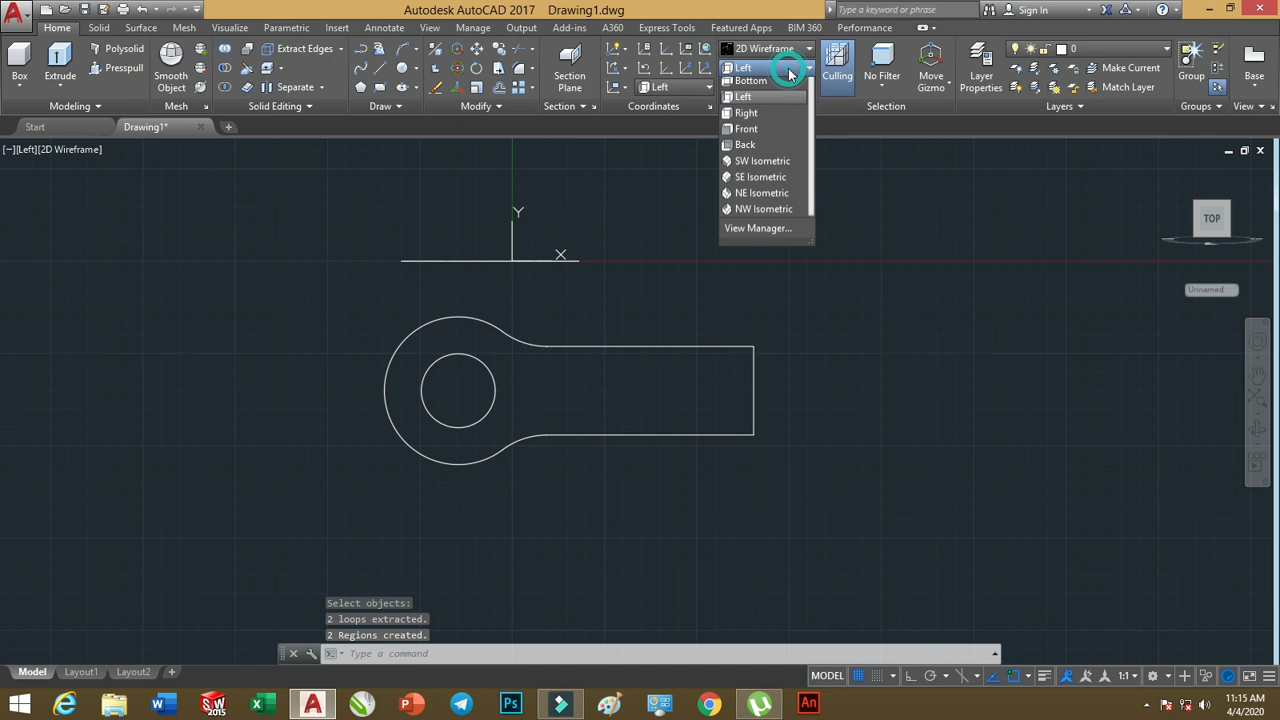 Autodesk AutoCAD 2017 Drawing1.dwg
Type a keyword or phrase
Sign In
Home Solid Surface Mesh Visualize Parametric Insert Annotate View Manage Output Add-ins A360 Express Tools Featured Apps BIM 360 Performance
Box
Extrude
Polysolid
Presspull
Smooth
Object
Extract Edges
Section
Plane
2D Wireframe
Left
Left
Culling
No Filter
Move
Gizmo
Layer
Properties
0
Make Current
Match Layer
Group
Base
Modeling
Mesh
Solid Editing
Draw
Modify
Section
Coordinates
Selection
Layers
Groups
View
Bottom
Left
Right
Front
Back
SW Isometric
SE Isometric
NE Isometric
NW Isometric
View Manager...
Start
Drawing1*
[−][Left][2D Wireframe]
Y
X
TOP
Unnamed
Select objects:
2 loops extracted.
2 Regions created.
Type a command
Model Layout1 Layout2
MODEL
1:1
SW
2015
Ps
An
11:15 AM
4/4/2020